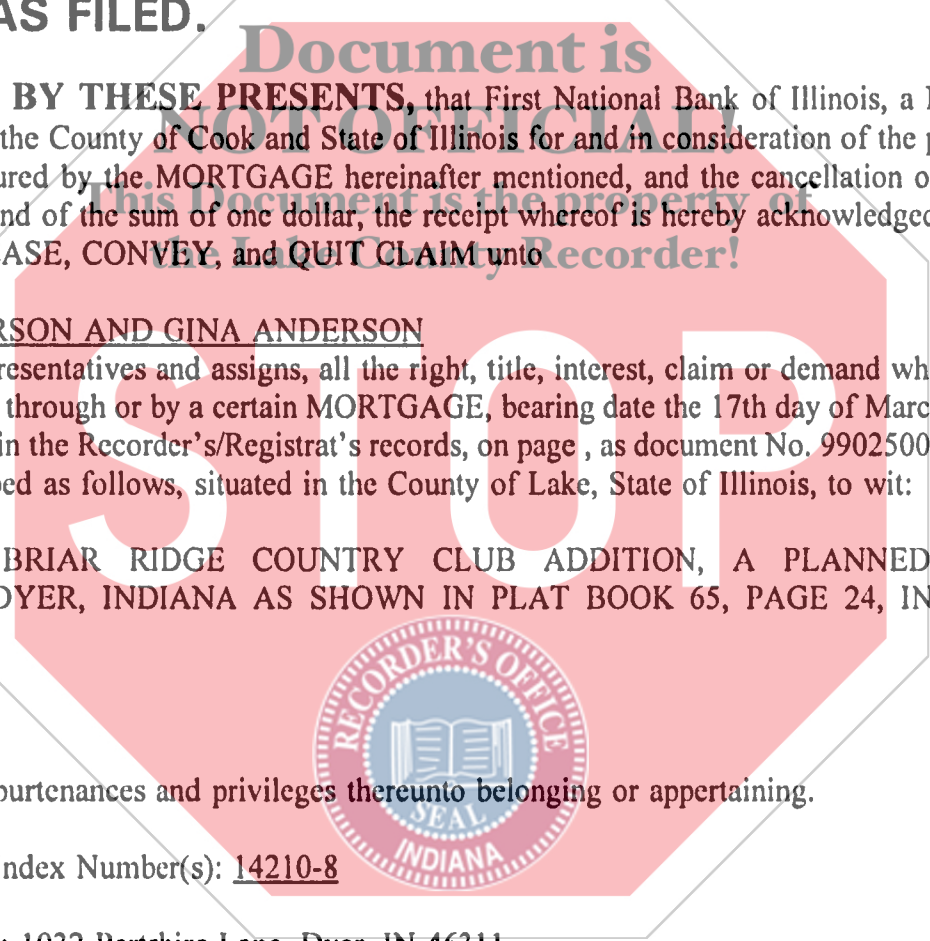 AS FILED.
Document is
BY THESE PRESENTS, that First National Bank of Illinois, a
NOT OFFICIAL!
the County of Cook and State of Illinois for and in consideration of the
ured by the MORTGAGE hereinafter mentioned, and the cancellation o
This Document is the property of
nd of the sum of one dollar, the receipt whereof is hereby acknowledged
EASE, CONVEY, and QUIT CLAIM unto
the Lake County Recorder!
RSON AND GINA ANDERSON
resentatives and assigns, all the right, title, interest, claim or demand wh
through or by a certain MORTGAGE, bearing date the 17th day of Marc
in the Recorder's/Registrat's records, on page , as document No. 9902500
bed as follows, situated in the County of Lake, State of Illinois, to wit:
STOP
BRIAR RIDGE COUNTRY CLUB ADDITION, A PLANNED
DYER, INDIANA AS SHOWN IN PLAT BOOK 65, PAGE 24, IN
RECORDER'S OFFICE
purtenances and privileges thereunto belonging or appertaining.
SEAL
INDIANA
ndex Number(s): 14210-8
: 1032 Lane, Dyer, IN 46311